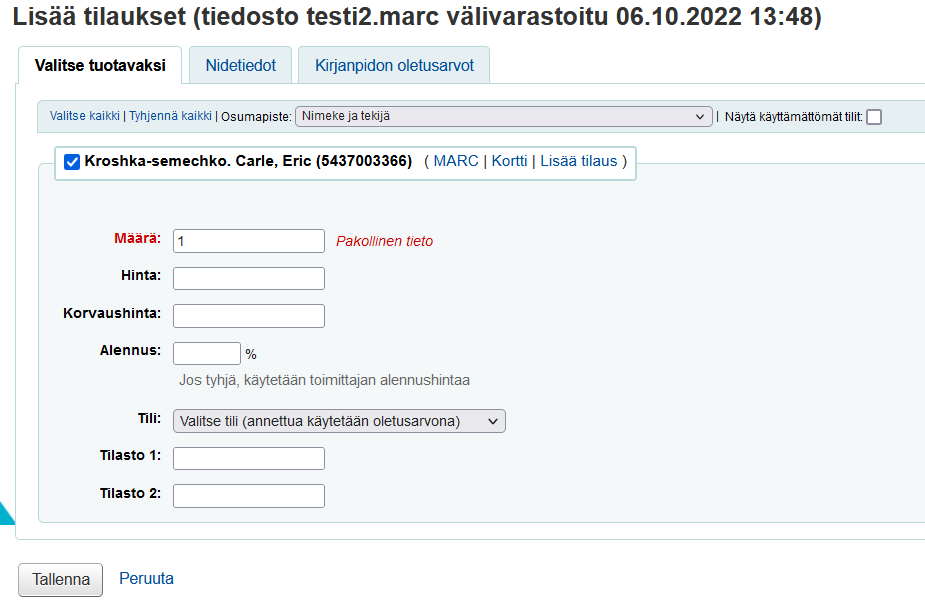 Lisää tilaukset (tiedosto testi2.marc välivarastoitu 06.10.2022 13:48)
Valitse tuotavaksi Nidetiedot Kirjanpidon oletusarvot
Valitse kaikki | Tyhjennä kaikki | Osumapiste: Nimeke ja tekijä | Näytä käyttämättömät tilit:
Kroshka-semechko. Carle, Eric (5437003366) ( MARC | Kortti | Lisää tilaus )
Määrä: 1 Pakollinen tieto
Hinta:
Korvaushinta:
Alennus: %
Jos tyhjä, käytetään toimittajan alennushintaa
Tili: Valitse tili (annettua käytetään oletusarvona)
Tilasto 1:
Tilasto 2:
Tallenna Peruuta